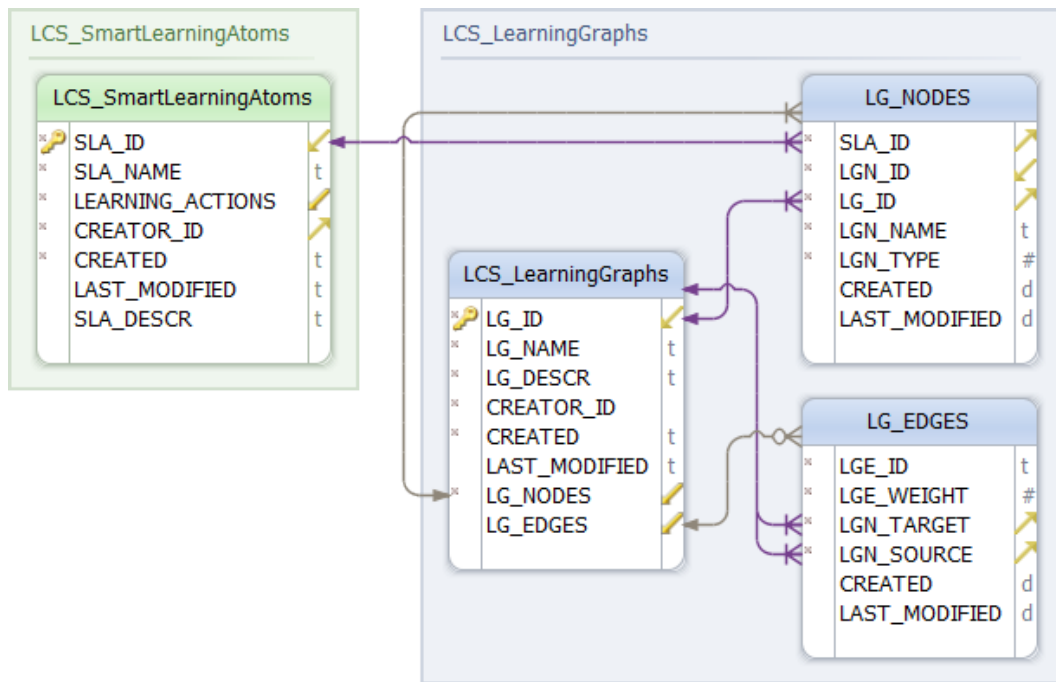 LCS_SmartLearningAtoms
LCS_SmartLearningAtoms
SLA_ID
SLA_NAME t
LEARNING_ACTIONS
CREATOR_ID
CREATED t
LAST_MODIFIED t
SLA_DESCR t
LCS_LearningGraphs
LCS_LearningGraphs
LG_ID
LG_NAME t
LG_DESCR t
CREATOR_ID
CREATED t
LAST_MODIFIED t
LG_NODES
LG_EDGES
LG_NODES
SLA_ID
LGN_ID
LG_ID
LGN_NAME t
LGN_TYPE #
CREATED d
LAST_MODIFIED d
LG_EDGES
LGE_ID t
LGE_WEIGHT #
LGN_TARGET
LGN_SOURCE
CREATED d
LAST_MODIFIED d